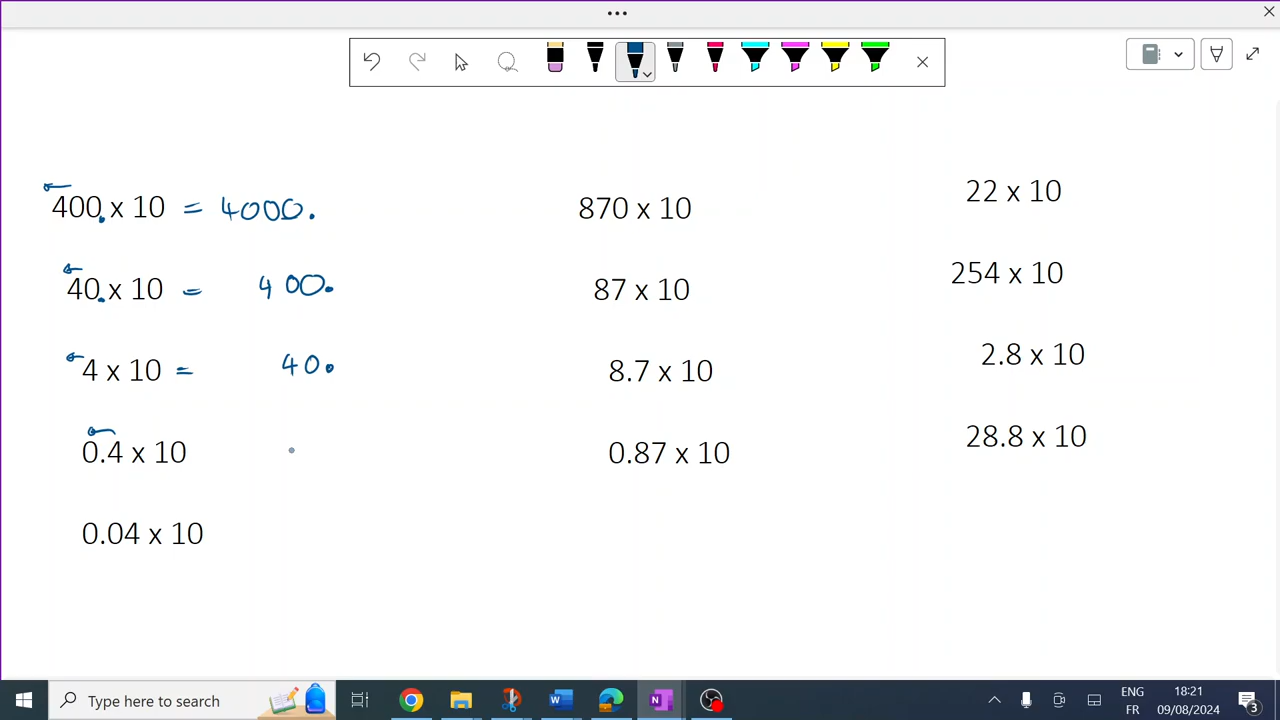 400. x 10 = 4000.
40. x 10 = 400.
4 x 10 = 40.
0.4 x 10
0.04 x 10
870 x 10
87 x 10
8.7 x 10
0.87 x 10
22 x 10
254 x 10
2.8 x 10
28.8 x 10
Type here to search
ENG
FR
18:21
09/08/2024
3